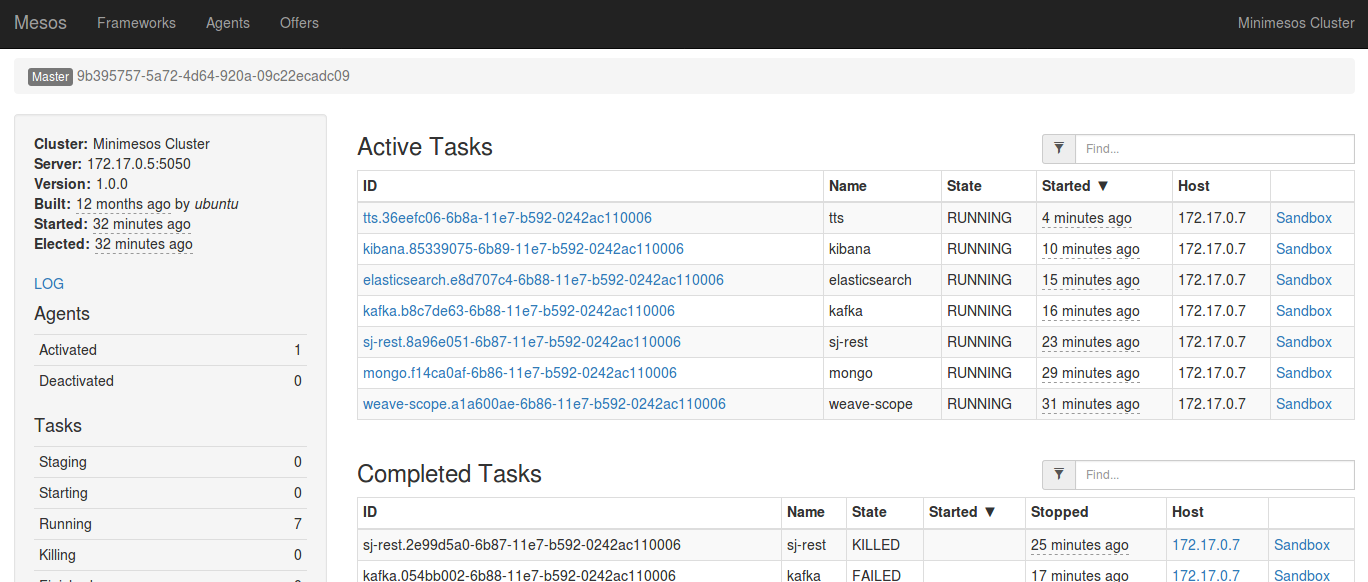 Mesos Frameworks Agents Offers Minimesos Cluster
Master 9b395757-5a72-4d64-920a-09c22ecadc09
Cluster: Minimesos Cluster
Server: 172.17.0.5:5050
Version: 1.0.0
Built: 12 months ago by ubuntu
Started: 32 minutes ago
Elected: 32 minutes ago
LOG
Agents
Activated 1
Deactivated 0
Tasks
Staging 0
Starting 0
Running 7
Killing 0
Active Tasks
Find...
ID Name State Started ▼ Host
tts.36eefc06-6b8a-11e7-b592-0242ac110006 tts RUNNING 4 minutes ago 172.17.0.7 Sandbox
kibana.85339075-6b89-11e7-b592-0242ac110006 kibana RUNNING 10 minutes ago 172.17.0.7 Sandbox
elasticsearch.e8d707c4-6b88-11e7-b592-0242ac110006 elasticsearch RUNNING 15 minutes ago 172.17.0.7 Sandbox
kafka.b8c7de63-6b88-11e7-b592-0242ac110006 kafka RUNNING 16 minutes ago 172.17.0.7 Sandbox
sj-rest.8a96e051-6b87-11e7-b592-0242ac110006 sj-rest RUNNING 23 minutes ago 172.17.0.7 Sandbox
mongo.f14ca0af-6b86-11e7-b592-0242ac110006 mongo RUNNING 29 minutes ago 172.17.0.7 Sandbox
weave-scope.a1a600ae-6b86-11e7-b592-0242ac110006 weave-scope RUNNING 31 minutes ago 172.17.0.7 Sandbox
Completed Tasks
Find...
ID Name State Started ▼ Stopped Host
sj-rest.2e99d5a0-6b87-11e7-b592-0242ac110006 sj-rest KILLED 25 minutes ago 172.17.0.7 Sandbox
kafka.054bb002-6b88-11e7-b592-0242ac110006 kafka FAILED 17 minutes ago 172.17.0.7 Sandbox